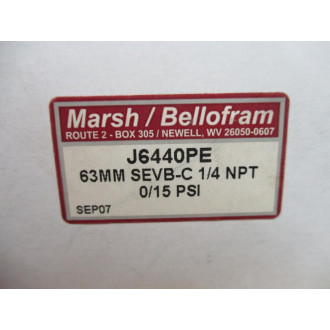 Marsh / Bellofram
ROUTE 2 - BOX 305 / NEWELL, WV 26050-0607
J6440PE
63MM SEVB-C 1/4 NPT
0/15 PSI
SEP07